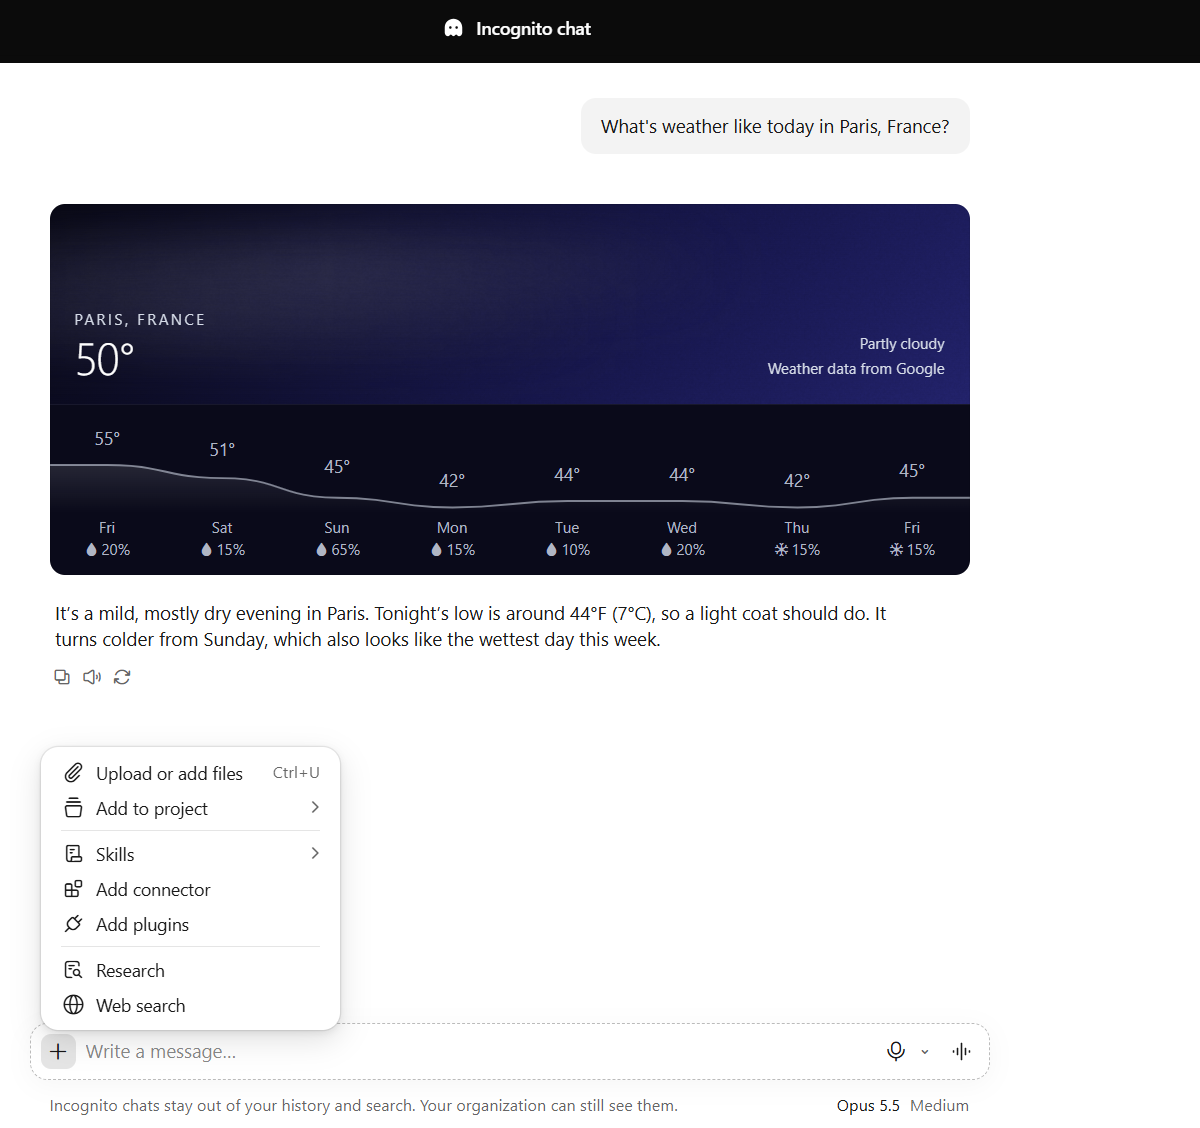 Incognito chat
What's weather like today in Paris, France?
PARIS, FRANCE
50°
Partly cloudy
Weather data from Google
55° 51° 45° 42° 44° 44° 42° 45°
Fri Sat Sun Mon Tue Wed Thu Fri
20% 15% 65% 15% 10% 20% 15% 15%
It’s a mild, mostly dry evening in Paris. Tonight’s low is around 44°F (7°C), so a light coat should do. It
turns colder from Sunday, which also looks like the wettest day this week.
Upload or add files Ctrl+U
Add to project
Skills
Add connector
Add plugins
Research
Web search
Write a message...
Incognito chats stay out of your history and search. Your organization can still see them.
Opus 5.5 Medium